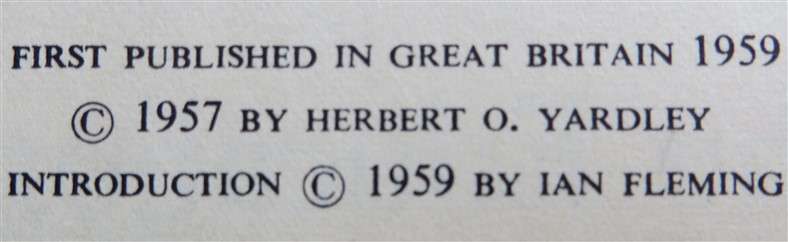 FIRST PUBLISHED IN GREAT BRITAIN 1959
© 1957 BY HERBERT O. YARDLEY
INTRODUCTION © 1959 BY IAN FLEMING